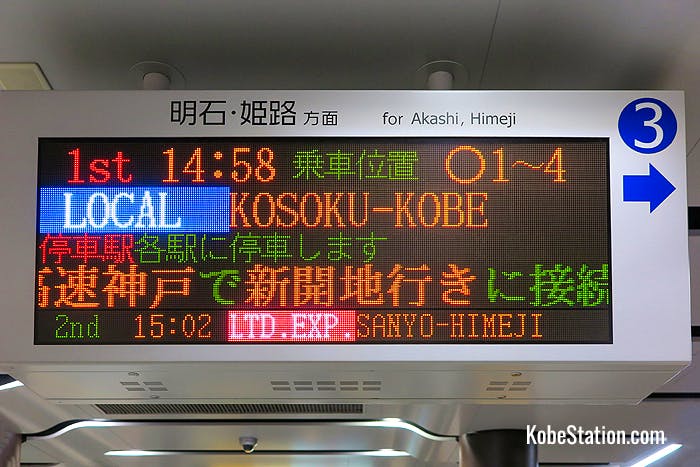 明石・姫路 方面 for Akashi, Himeji 3
1st 14:58 乗車位置 ○1~4
LOCAL KOSOKU-KOBE
停車駅 各駅に停車します
高速神戸で新開地行きに接続
2nd 15:02 LTD.EXP. SANYO-HIMEJI
KobeStation.com